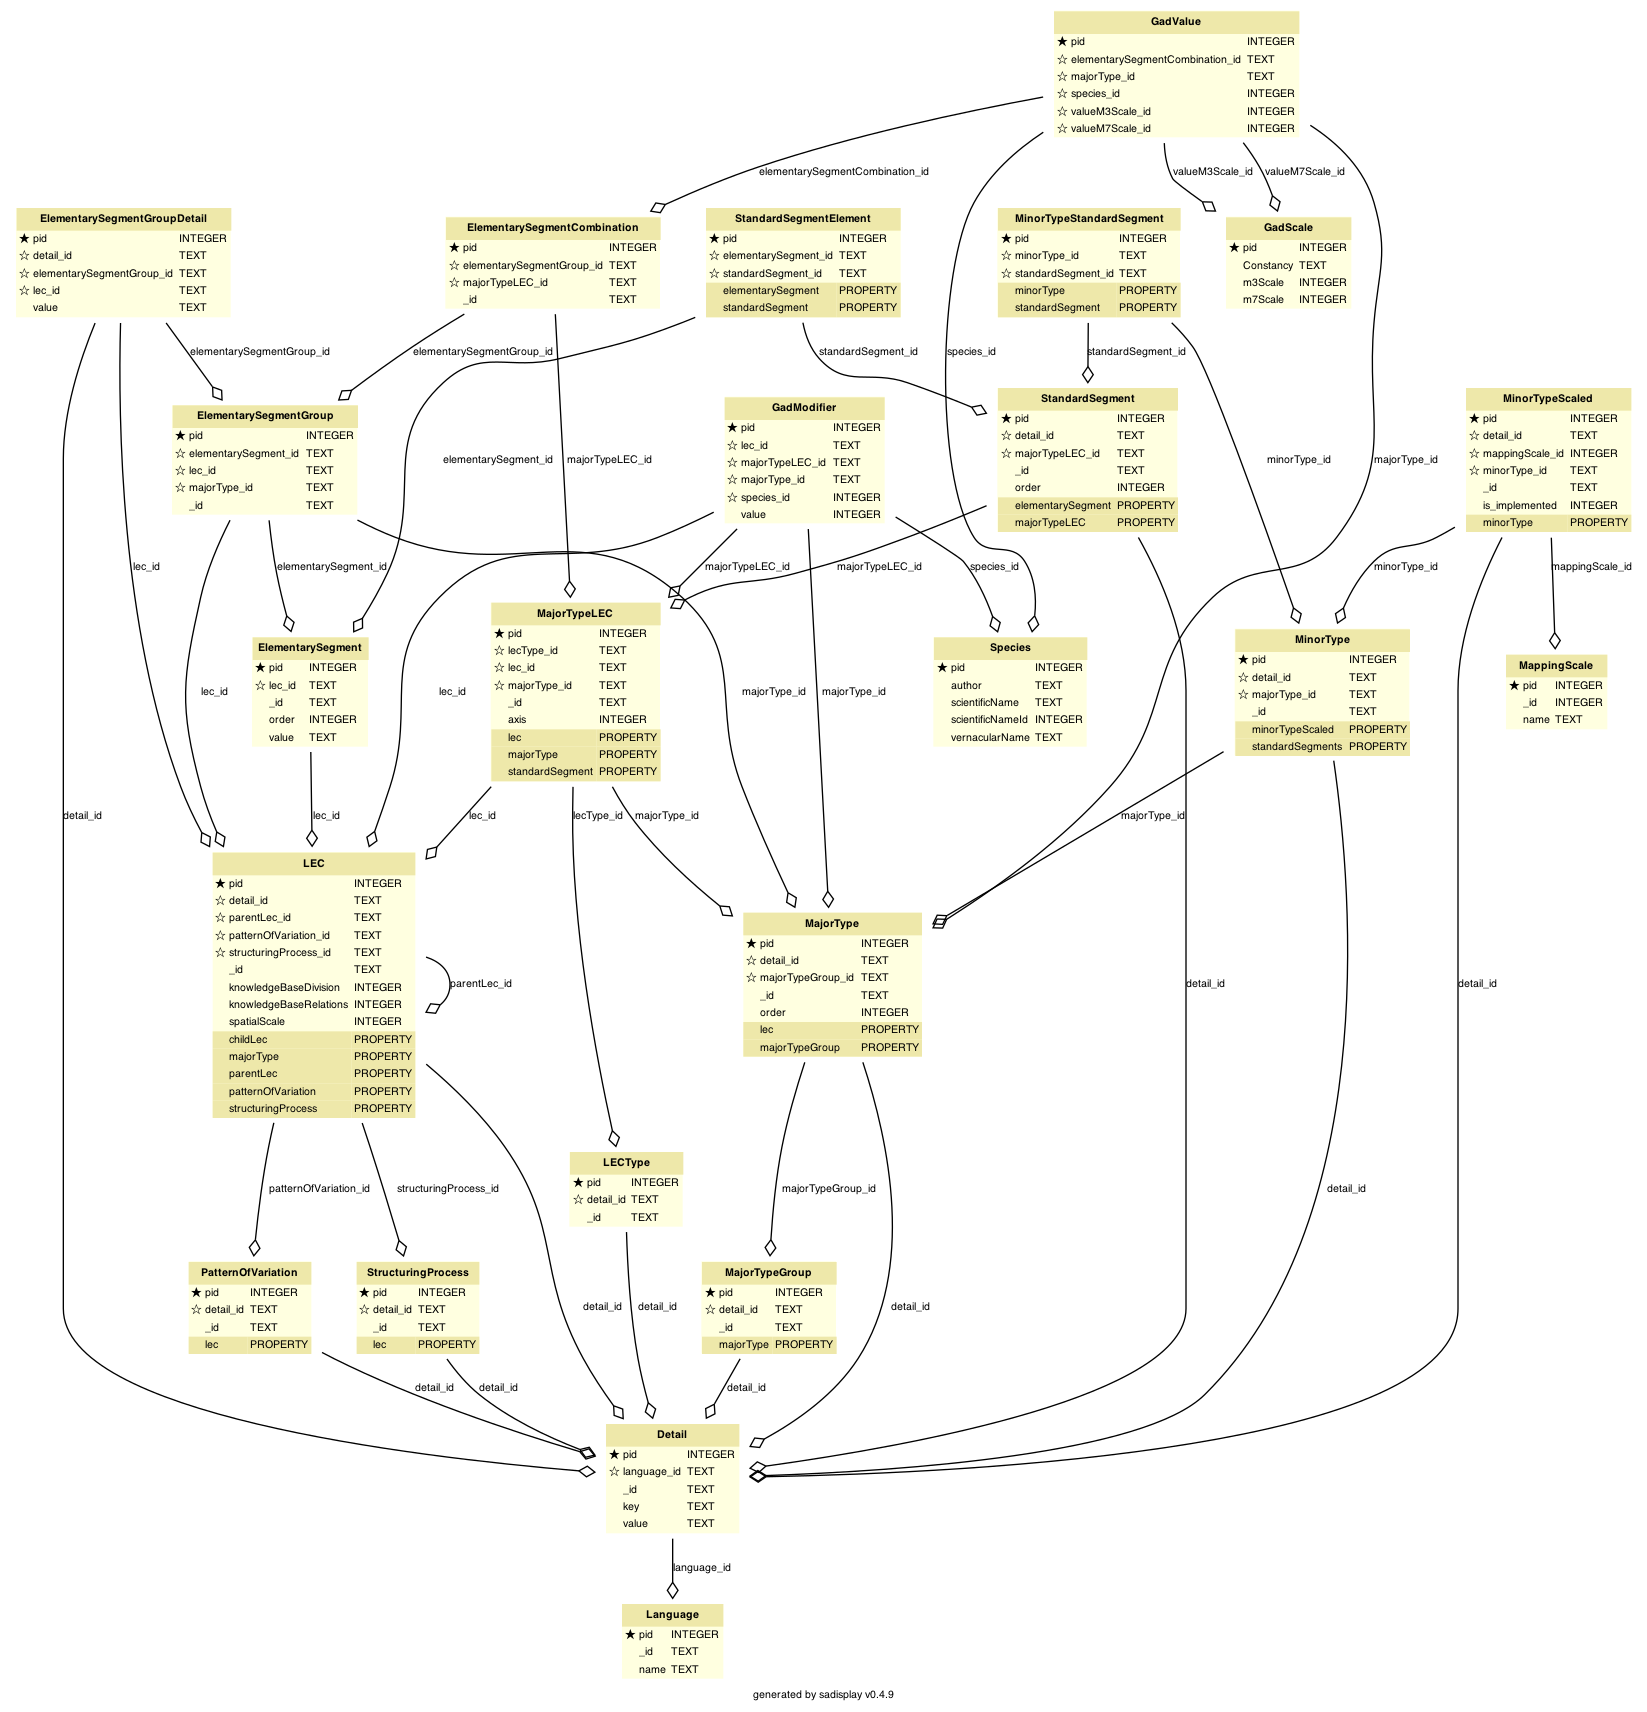 GadValue
★ pid INTEGER
☆ elementarySegmentCombination_id TEXT
☆ majorType_id TEXT
☆ species_id INTEGER
☆ valueM3Scale_id INTEGER
☆ valueM7Scale_id INTEGER
elementarySegmentCombination_id
valueM3Scale_id
valueM7Scale_id
ElementarySegmentGroupDetail
★ pid INTEGER
☆ detail_id TEXT
☆ elementarySegmentGroup_id TEXT
☆ lec_id TEXT
value TEXT
ElementarySegmentCombination
★ pid INTEGER
☆ elementarySegmentGroup_id TEXT
☆ majorTypeLEC_id TEXT
_id TEXT
StandardSegmentElement
★ pid INTEGER
☆ elementarySegment_id TEXT
☆ standardSegment_id TEXT
elementarySegment PROPERTY
standardSegment PROPERTY
MinorTypeStandardSegment
★ pid INTEGER
☆ minorType_id TEXT
☆ standardSegment_id TEXT
minorType PROPERTY
standardSegment PROPERTY
GadScale
★ pid INTEGER
Constancy TEXT
m3Scale INTEGER
m7Scale INTEGER
elementarySegmentGroup_id
elementarySegmentGroup_id
standardSegment_id
species_id
standardSegment_id
ElementarySegmentGroup
★ pid INTEGER
☆ elementarySegment_id TEXT
☆ lec_id TEXT
☆ majorType_id TEXT
_id TEXT
elementarySegment_id
majorTypeLEC_id
GadModifier
★ pid INTEGER
☆ lec_id TEXT
☆ majorTypeLEC_id TEXT
☆ majorType_id TEXT
☆ species_id INTEGER
value INTEGER
StandardSegment
★ pid INTEGER
☆ detail_id TEXT
☆ majorTypeLEC_id TEXT
_id TEXT
order INTEGER
elementarySegment PROPERTY
majorTypeLEC PROPERTY
minorType_id
majorType_id
MinorTypeScaled
★ pid INTEGER
☆ detail_id TEXT
☆ mappingScale_id INTEGER
☆ minorType_id TEXT
_id TEXT
is_implemented INTEGER
minorType PROPERTY
lec_id
elementarySegment_id
majorTypeLEC_id
majorTypeLEC_id
species_id
minorType_id
mappingScale_id
ElementarySegment
★ pid INTEGER
☆ lec_id TEXT
_id TEXT
order INTEGER
value TEXT
lec_id
lec_id
MajorTypeLEC
★ pid INTEGER
☆ lecType_id TEXT
☆ lec_id TEXT
☆ majorType_id TEXT
_id TEXT
axis INTEGER
lec PROPERTY
majorType PROPERTY
standardSegment PROPERTY
majorType_id
majorType_id
Species
★ pid INTEGER
author TEXT
scientificName TEXT
scientificNameId INTEGER
vernacularName TEXT
MinorType
★ pid INTEGER
☆ detail_id TEXT
☆ majorType_id TEXT
_id TEXT
minorTypeScaled PROPERTY
standardSegments PROPERTY
MappingScale
★ pid INTEGER
_id INTEGER
name TEXT
detail_id
lec_id
lec_id
lecType_id
majorType_id
majorType_id
LEC
★ pid INTEGER
☆ detail_id TEXT
☆ parentLec_id TEXT
☆ patternOfVariation_id TEXT
☆ structuringProcess_id TEXT
_id TEXT
knowledgeBaseDivision INTEGER
knowledgeBaseRelations INTEGER
spatialScale INTEGER
childLec PROPERTY
majorType PROPERTY
parentLec PROPERTY
patternOfVariation PROPERTY
structuringProcess PROPERTY
parentLec_id
MajorType
★ pid INTEGER
☆ detail_id TEXT
☆ majorTypeGroup_id TEXT
_id TEXT
order INTEGER
lec PROPERTY
majorTypeGroup PROPERTY
detail_id
detail_id
patternOfVariation_id
structuringProcess_id
LECType
★ pid INTEGER
☆ detail_id TEXT
_id TEXT
majorTypeGroup_id
detail_id
PatternOfVariation
★ pid INTEGER
☆ detail_id TEXT
_id TEXT
lec PROPERTY
StructuringProcess
★ pid INTEGER
☆ detail_id TEXT
_id TEXT
lec PROPERTY
detail_id
detail_id
MajorTypeGroup
★ pid INTEGER
☆ detail_id TEXT
_id TEXT
majorType PROPERTY
detail_id
detail_id
detail_id
detail_id
Detail
★ pid INTEGER
☆ language_id TEXT
_id TEXT
key TEXT
value TEXT
language_id
Language
★ pid INTEGER
_id TEXT
name TEXT
generated by sadisplay v0.4.9